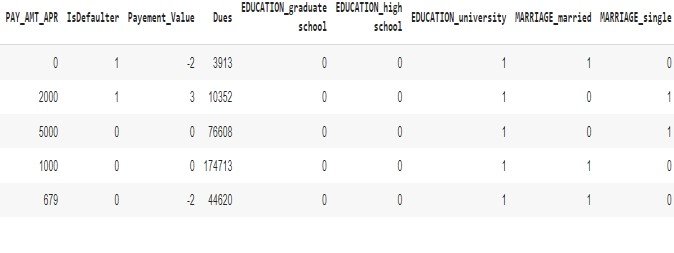 EDUCATION_graduate EDUCATION_high
PAY_AMT_APR IsDefaulter Payement_Value Dues school school EDUCATION_university MARRIAGE_married MARRIAGE_single
0 1 -2 3913 0 0 1 1 0
2000 1 3 10352 0 0 1 0 1
5000 0 0 76608 0 0 1 0 1
1000 0 0 174713 0 0 1 1 0
679 0 -2 44620 0 0 1 1 0